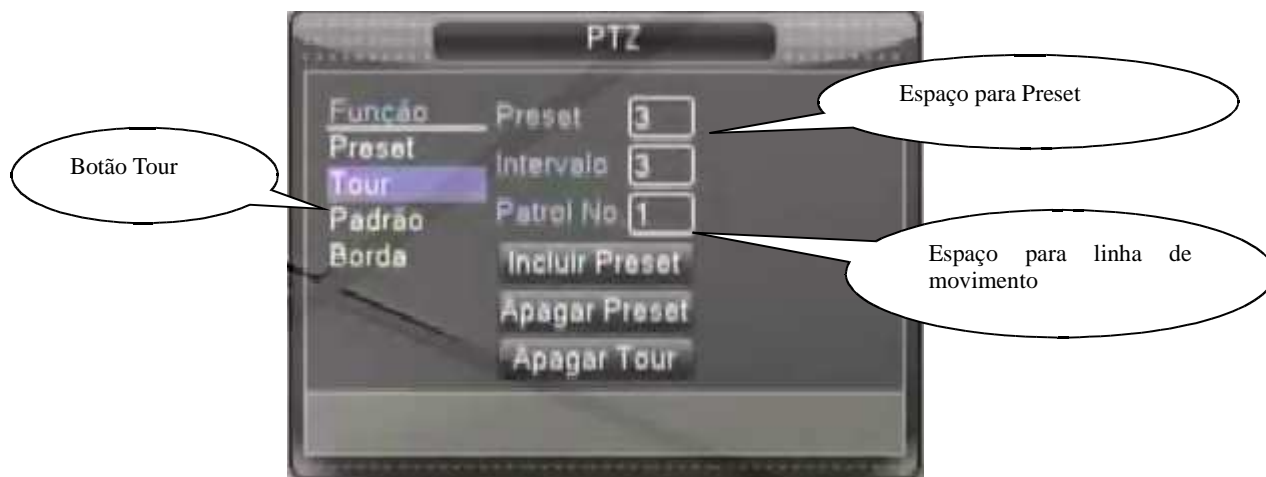 PTZ
Função
Preset
Tour
Padrão
Borda
Preset 3
Intervalo 3
Patrol No. 1
Incluir Preset
Apagar Preset
Apagar Tour
Botão Tour
Espaço para Preset
Espaço para linha de
movimento